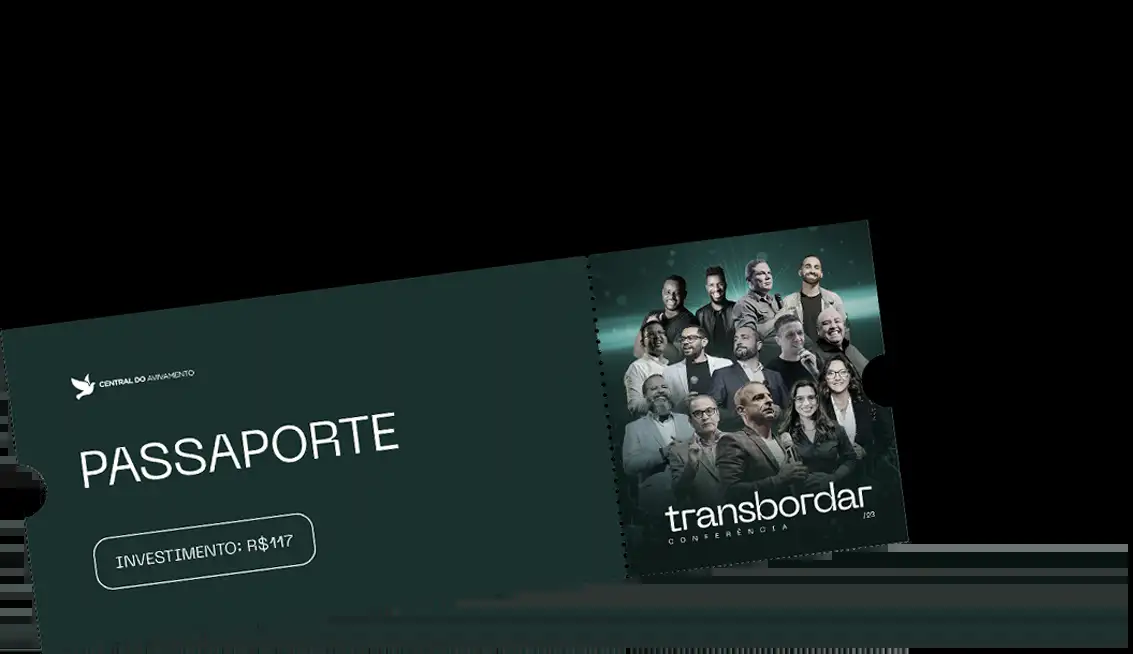 CENTRAL DO AVIVAMENTO
PASSAPORTE
INVESTIMENTO: R$117
transbordar
CONFERÊNCIA /23